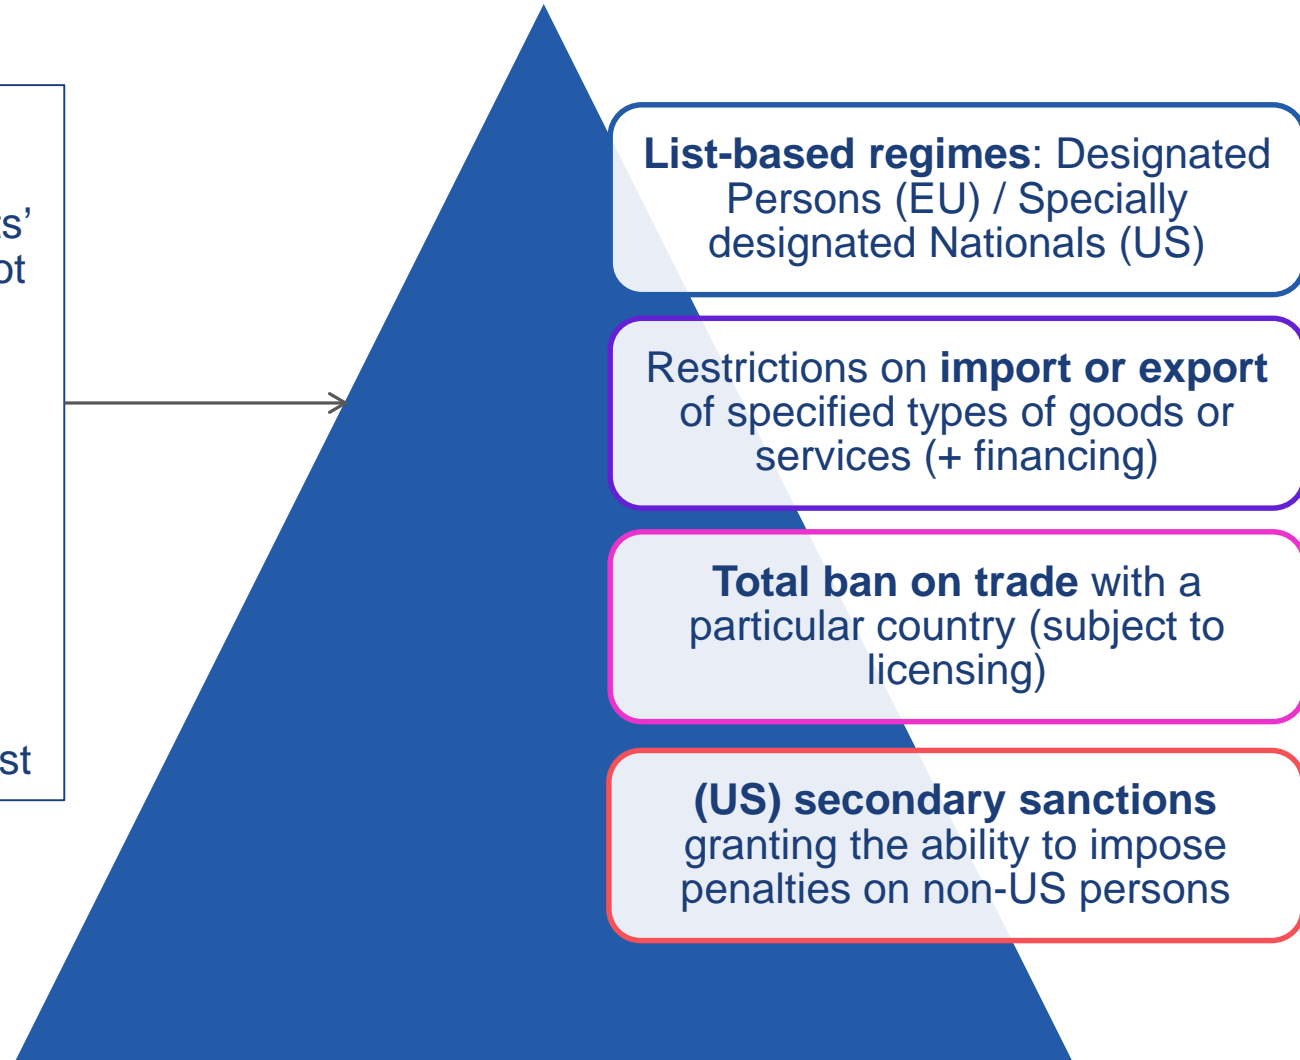 List-based regimes: Designated
Persons (EU) / Specially
designated Nationals (US)
Restrictions on import or export
of specified types of goods or
services (+ financing)
Total ban on trade with a
particular country (subject to
licensing)
(US) secondary sanctions
granting the ability to impose
penalties on non-US persons